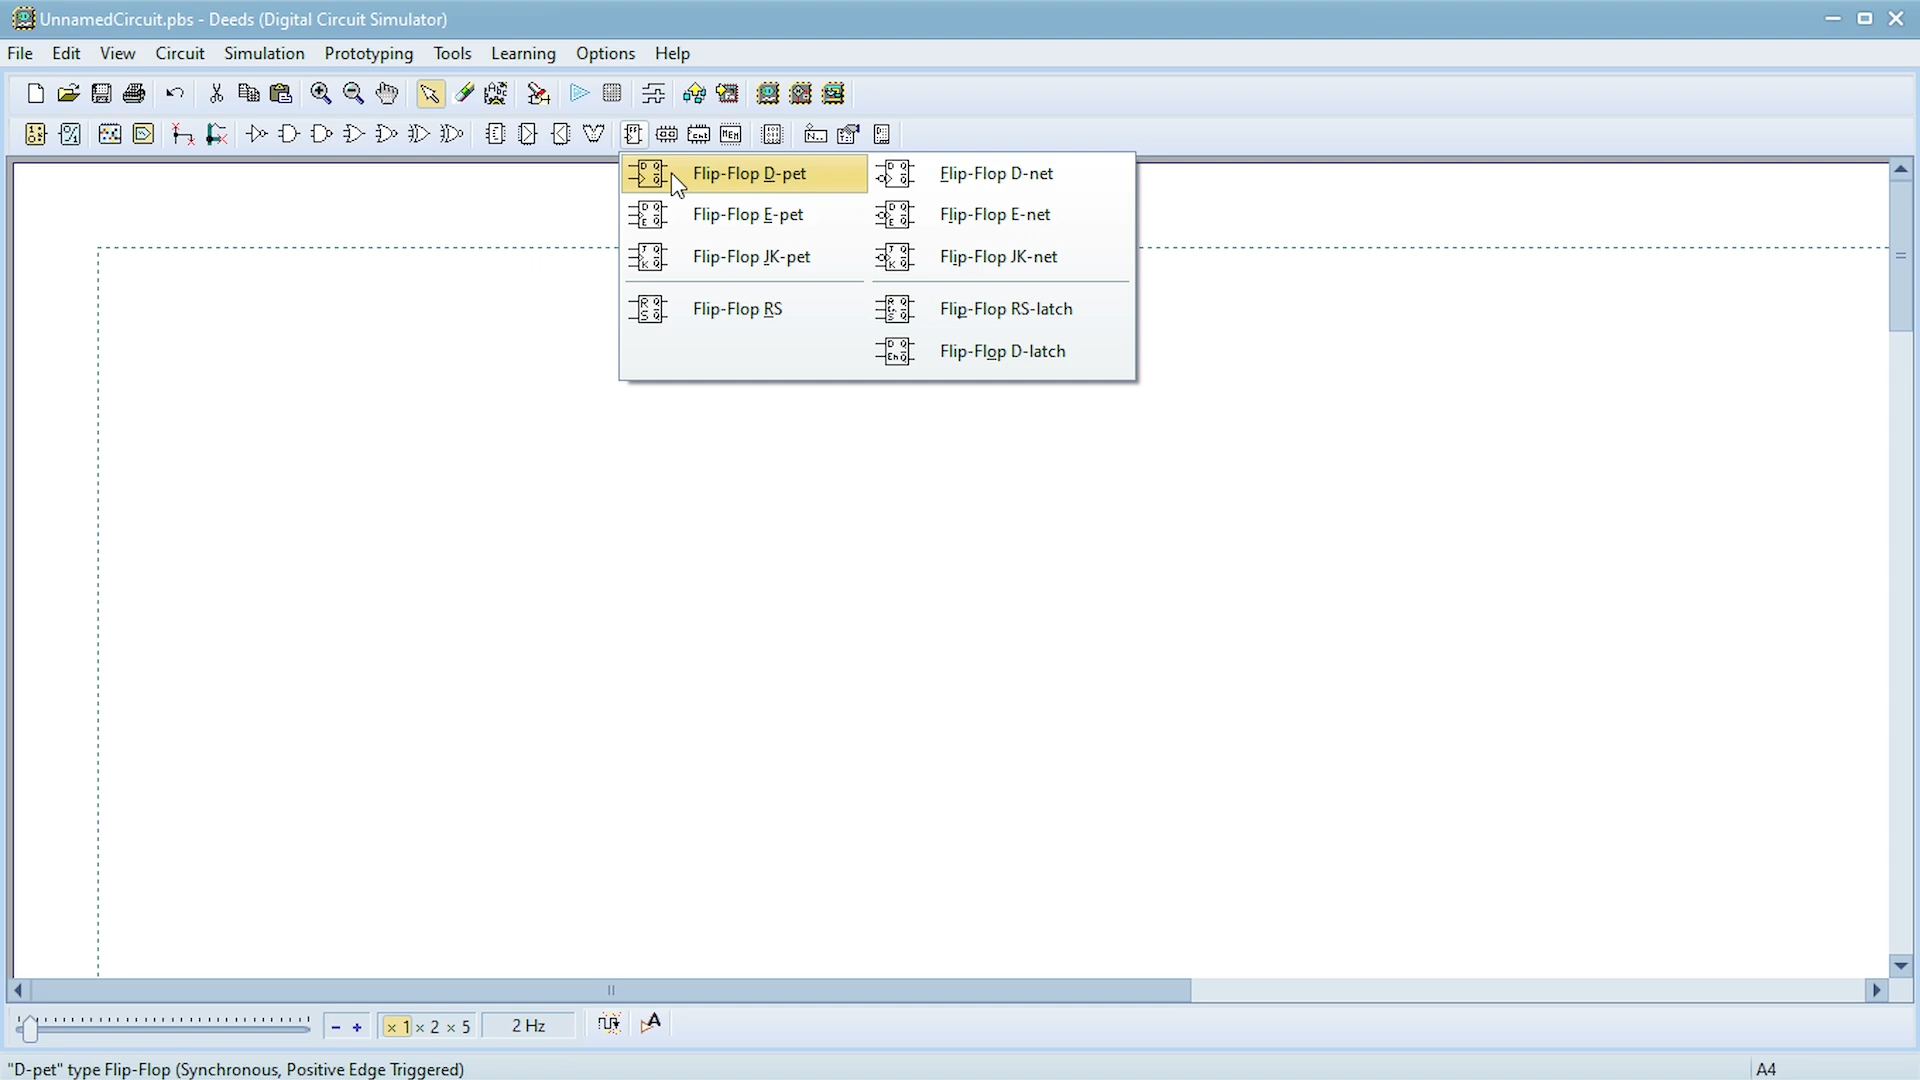 UnnamedCircuit.pbs - Deeds (Digital Circuit Simulator)
File Edit View Circuit Simulation Prototyping Tools Learning Options Help
Flip-Flop D-pet Flip-Flop D-net
Flip-Flop E-pet Flip-Flop E-net
Flip-Flop JK-pet Flip-Flop JK-net
Flip-Flop RS Flip-Flop RS-latch
Flip-Flop D-latch
- + × 1 × 2 × 5 2 Hz
"D-pet" type Flip-Flop (Synchronous, Positive Edge Triggered) A4